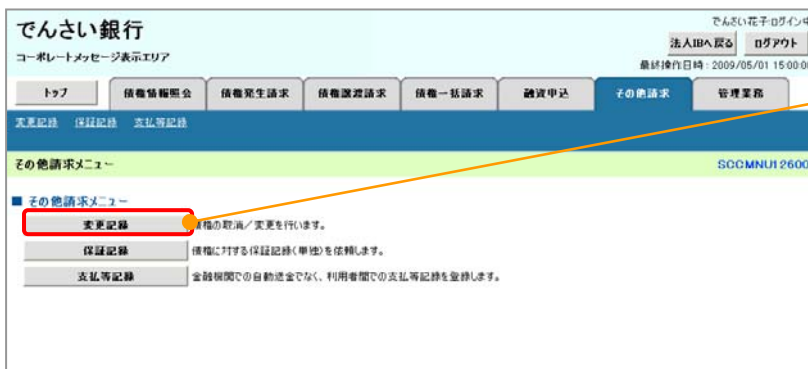 でんさい銀行
コーポレートメッセージ表示エリア
でんさい花子:ログイン中
法人IBへ戻る ログアウト
最終操作日時：2009/05/01 15:00:00
トップ 債権情報照会 債権発生請求 債権譲渡請求 債権一括請求 融資申込 その他請求 管理業務
変更記録 保証記録 支払等記録
その他請求メニュー SCCMNU12600
■ その他請求メニュー
変更記録 債権の取消／変更を行います。
保証記録 債権に対する保証記録(単独)を依頼します。
支払等記録 金融機関での自動送金でなく、利用者間での支払等記録を登録します。